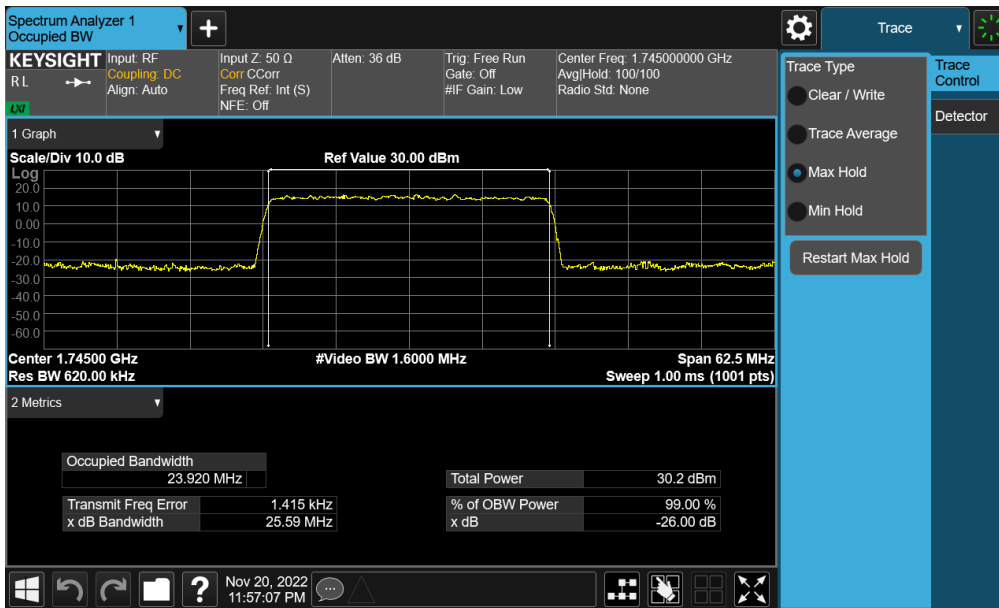 Spectrum Analyzer 1
Occupied BW
+
Trace
KEYSIGHT
R L
LXI
Input: RF
Coupling: DC
Align: Auto
Input Z: 50 Ω
Corr CCorr
Freq Ref: Int (S)
NFE: Off
Atten: 36 dB
Trig: Free Run
Gate: Off
#IF Gain: Low
Center Freq: 1.745000000 GHz
Avg|Hold: 100/100
Radio Std: None
Trace Type
Clear / Write
Trace Average
Max Hold
Min Hold
Restart Max Hold
Trace
Control
Detector
1 Graph
Scale/Div 10.0 dB
Ref Value 30.00 dBm
Log
20.0
10.0
0.00
-10.0
-20.0
-30.0
-40.0
-50.0
-60.0
Center 1.74500 GHz
#Video BW 1.6000 MHz
Span 62.5 MHz
Res BW 620.00 kHz
Sweep 1.00 ms (1001 pts)
2 Metrics
Occupied Bandwidth
23.920 MHz
Total Power 30.2 dBm
Transmit Freq Error 1.415 kHz
% of OBW Power 99.00 %
x dB Bandwidth 25.59 MHz
x dB -26.00 dB
?
Nov 20, 2022
11:57:07 PM